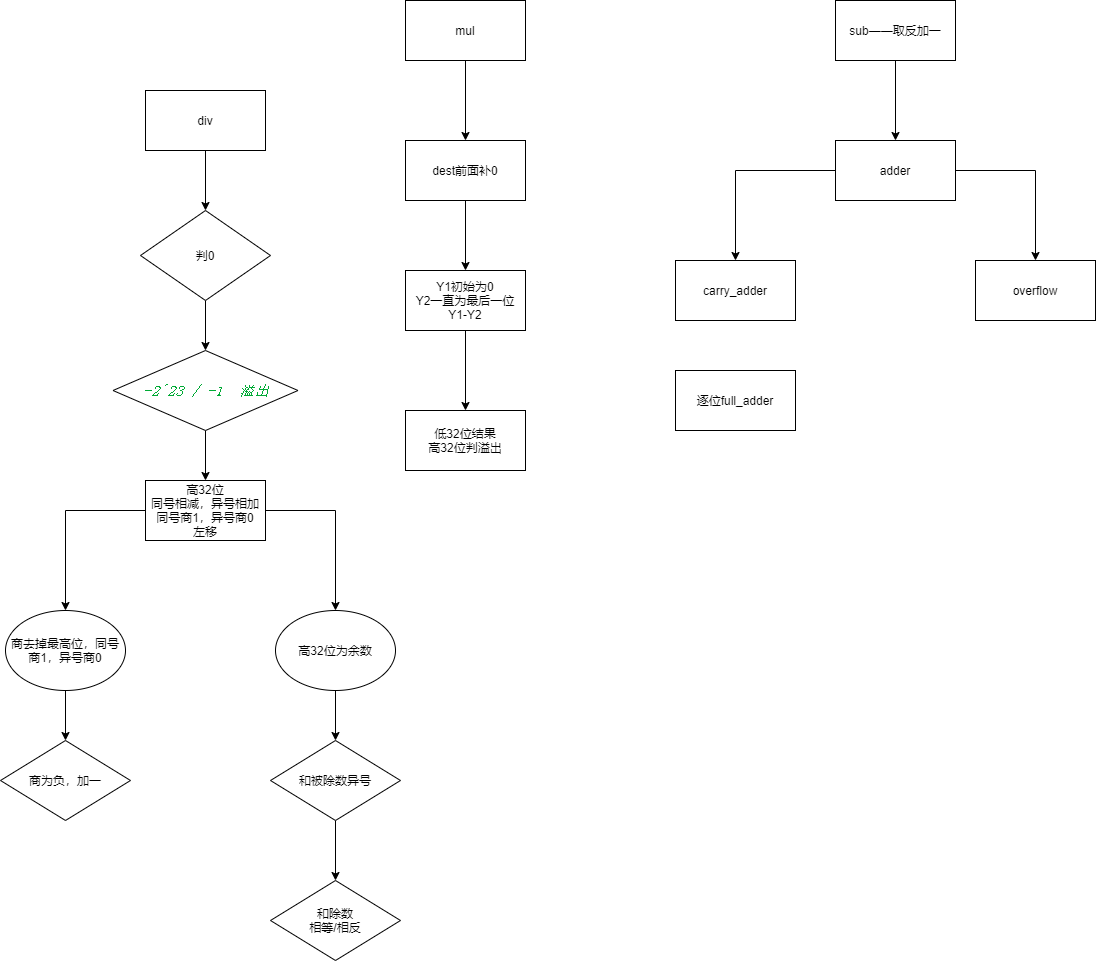 mul
sub——取反加一
div
dest前面补0
adder
判0
Y1初始为0
Y2一直为最后一位
Y1-Y2
carry_adder
overflow
-2^23 / -1  溢出
逐位full_adder
低32位结果
高32位判溢出
高32位
同号相减，异号相加
同号商1，异号商0
左移
商去掉最高位，同号
商1，异号商0
高32位为余数
商为负，加一
和被除数异号
和除数
相等/相反